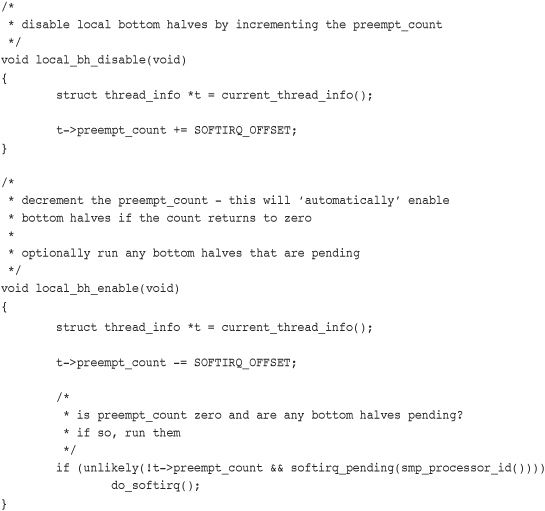 /*
 * disable local bottom halves by incrementing the preempt_count
 */
void local_bh_disable(void)
{
        struct thread_info *t = current_thread_info();

        t->preempt_count += SOFTIRQ_OFFSET;
}

/*
 * decrement the preempt_count - this will ‘automatically’ enable
 * bottom halves if the count returns to zero
 *
 * optionally run any bottom halves that are pending
 */
void local_bh_enable(void)
{
        struct thread_info *t = current_thread_info();

        t->preempt_count -= SOFTIRQ_OFFSET;

        /*
         * is preempt_count zero and are any bottom halves pending?
         * if so, run them
         */
        if (unlikely(!t->preempt_count && softirq_pending(smp_processor_id())))
                do_softirq();
}